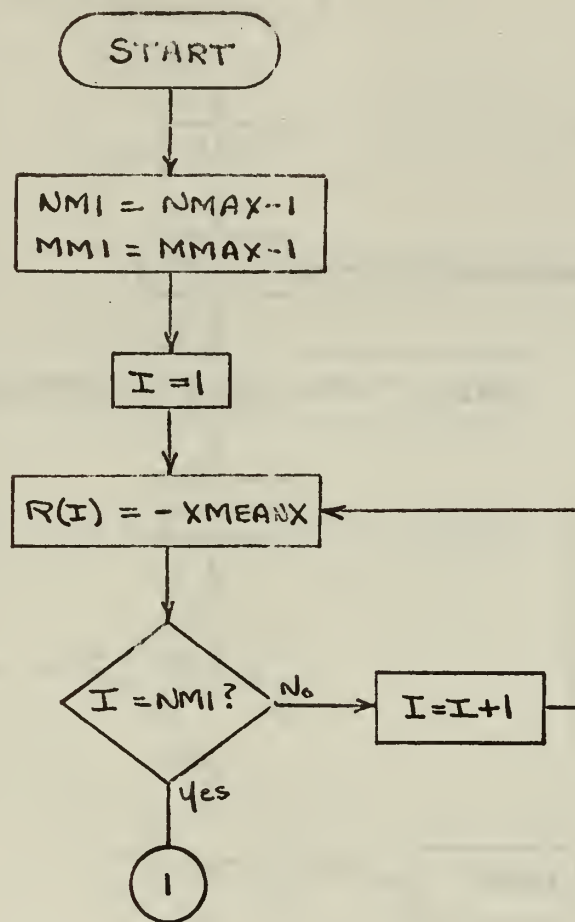 START
NM1 = NMAX-1
MM1 = MMAX-1
I = 1
R(I) = - XMEANX
I = NM1?
No
I=I+1
Yes
1